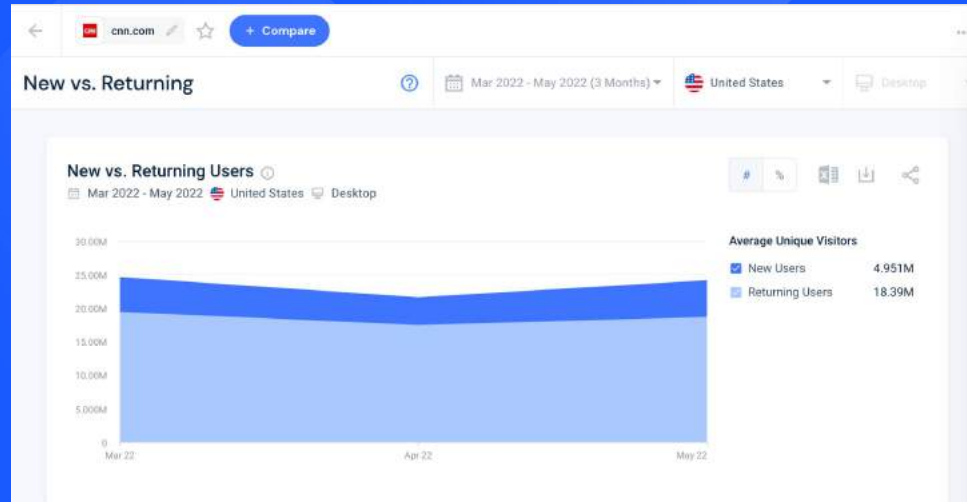 CNN cnn.com + Compare
New vs. Returning Mar 2022 - May 2022 (3 Months) United States Desktop
New vs. Returning Users
Mar 2022 - May 2022 United States Desktop
# %
30.00M
25.00M
20.00M
15.00M
10.00M
5.000M
0
Mar 22 Apr 22 May 22
Average Unique Visitors
New Users 4.951M
Returning Users 18.39M